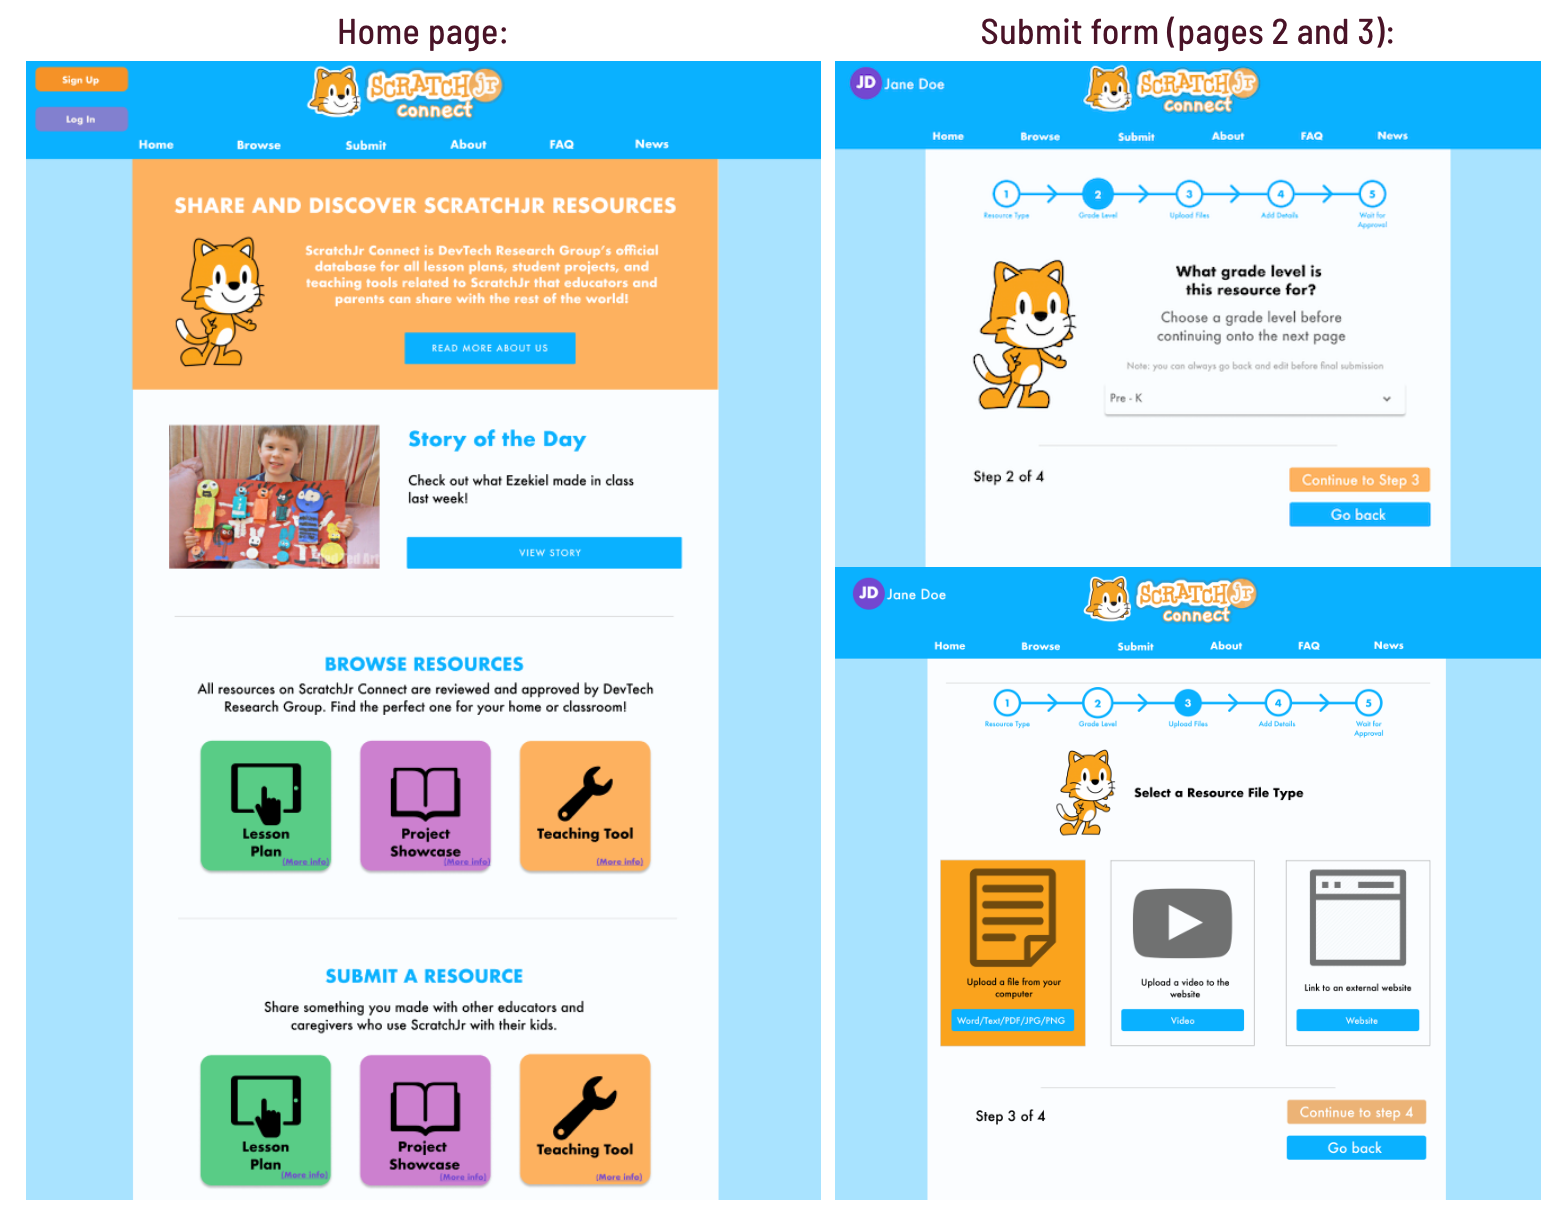 Home page:
Sign Up
Log In
SCRATCH Jr
connect
Home Browse Submit About FAQ News
SHARE AND DISCOVER SCRATCHJR RESOURCES
ScratchJr Connect is DevTech Research Group's official
database for all lesson plans, student projects, and
teaching tools related to ScratchJr that educators and
parents can share with the rest of the world!
READ MORE ABOUT US
Story of the Day
Check out what Ezekiel made in class
last week!
VIEW STORY
BROWSE RESOURCES
All resources on ScratchJr Connect are reviewed and approved by DevTech
Research Group. Find the perfect one for your home or classroom!
Lesson
Plan
(More info)
Project
Showcase
(More info)
Teaching Tool
(More info)
SUBMIT A RESOURCE
Share something you made with other educators and
caregivers who use ScratchJr with their kids.
Lesson
Plan
(More info)
Project
Showcase
(More info)
Teaching Tool
(More info)
Submit form (pages 2 and 3):
JD Jane Doe
SCRATCH Jr
connect
Home Browse Submit About FAQ News
1 2 3 4 5
Resource Type Grade Level Upload Files Add Details Wait for
Approval
What grade level is
this resource for?
Choose a grade level before
continuing onto the next page
Note: you can always go back and edit before final submission
Pre - K
Step 2 of 4
Continue to Step 3
Go back
JD Jane Doe
SCRATCH Jr
connect
Home Browse Submit About FAQ News
1 2 3 4 5
Resource Type Grade Level Upload Files Add Details Wait for
Approval
Select a Resource File Type
Upload a file from your
computer
Word/Text/PDF/JPG/PNG
Upload a video to the
website
Video
Link to an external website
Website
Step 3 of 4
Continue to step 4
Go back